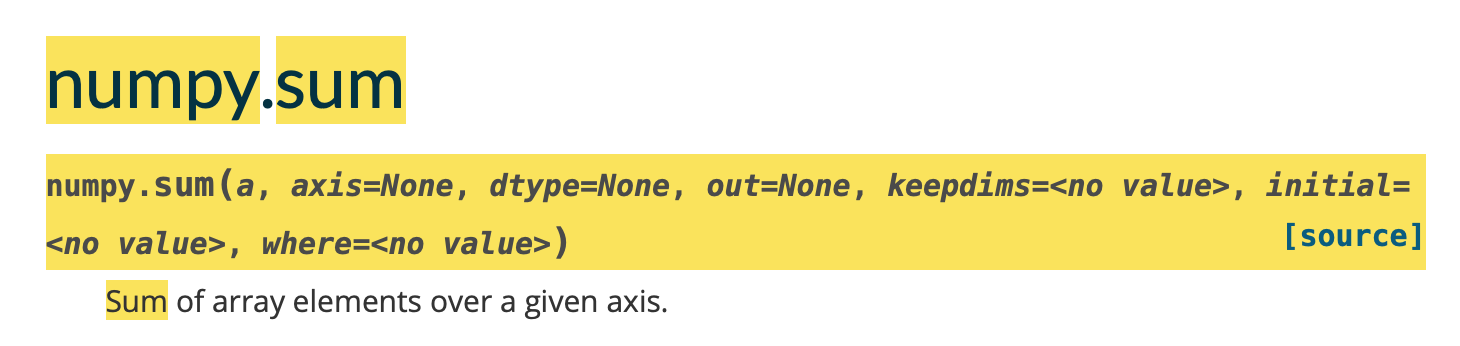 numpy.sum
numpy.sum(a, axis=None, dtype=None, out=None, keepdims=<no value>, initial=
<no value>, where=<no value>) [source]
Sum of array elements over a given axis.